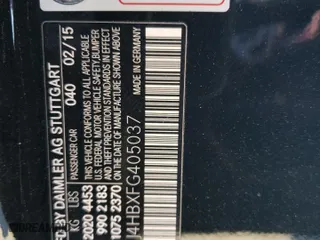 FD BY DAIMLER AG STUTTGART
PASSENGER CAR 040 02/15
KG LBS
2020 4453 THIS VEHICLE CONFORMS TO ALL APPLICABLE
990 2183 U.S. FEDERAL MOTOR VEHICLE SAFETY, BUMPER
1075 2370 AND THEFT PREVENTION STANDARDS IN EFFECT ON THE DATE OF MANUFACTURE SHOWN ABOVE
J4HBXFG405037 MADE IN GERMANY